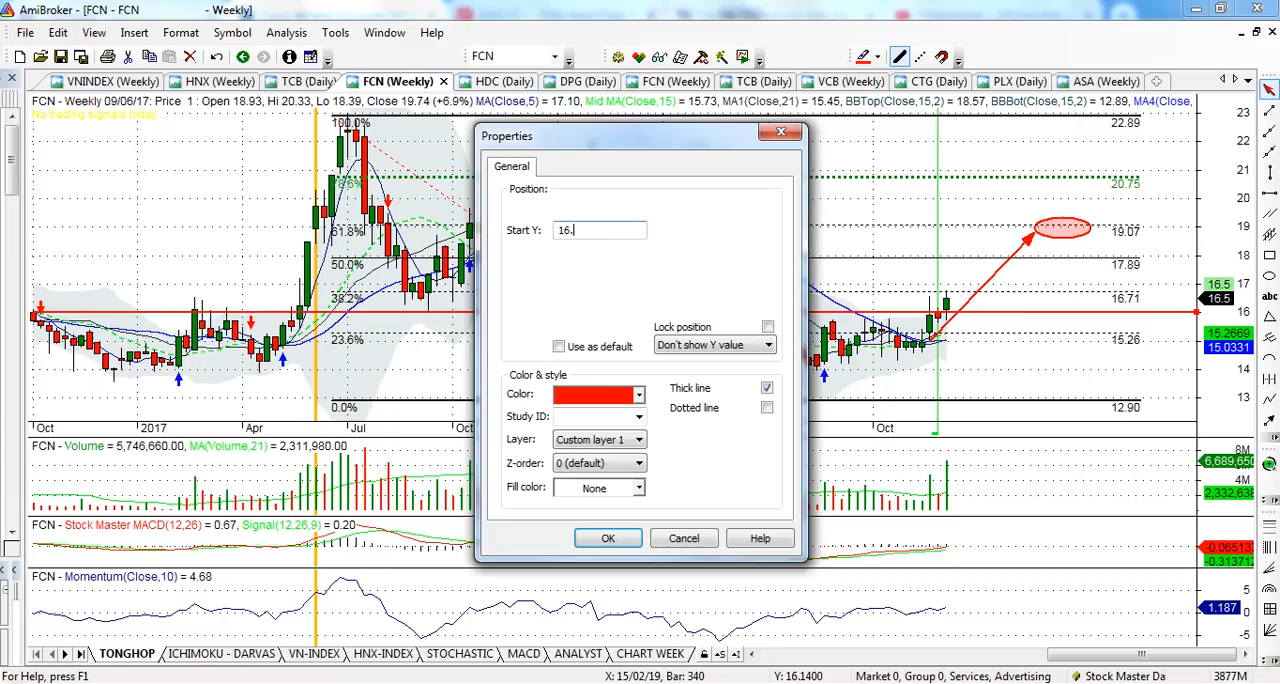 AmiBroker - [FCN - FCN - Weekly]
File Edit View Insert Format Symbol Analysis Tools Window Help
FCN
VNINDEX (Weekly) HNX (Weekly) TCB (Daily) FCN (Weekly) HDC (Daily) DPG (Daily) FCN (Weekly) TCB (Daily) VCB (Weekly) CTG (Daily) PLX (Daily) ASA (Weekly)
FCN - Weekly 09/06/17 Price 1 : Open 18.93, Hi 20.33, Lo 18.39, Close 19.74 (+6.9%) MA(Close,5) = 17.10, Mid MA(Close,15) = 15.73, MA1(Close,21) = 15.45, BBTop(Close,15,2) = 18.57, BBBot(Close,15,2) = 12.89, MA4(Close,
No trading signals today
100.0%
22.89
78.6%
20.75
61.8%
19.07
50.0%
17.89
38.2%
16.71
23.6%
15.26
0.0%
12.90
23
22
21
20
19
18
17
16.5
16.5
16
15.2669
15.0331
14
13
Oct 2017 Apr Jul Oct Oct
Properties
General
Position:
Start Y: 16.
Lock position
Use as default
Don't show Y value
Color & style
Color:
Thick line
Study ID:
Dotted line
Layer: Custom layer 1
Z-order: 0 (default)
Fill color: None
OK Cancel Help
FCN - Volume = 5,746,660.00, MA(Volume,21) = 2,311,980.00
8M
6,689,650
4M
2,332,638
FCN - Stock Master MACD(12,26) = 0.67, Signal(12,26,9) = 0.20
-0.06513
-0.313712
FCN - Momentum(Close,10) = 4.68
5
1.187
0
-5
TONGHOP ICHIMOKU - DARVAS VN-INDEX HNX-INDEX STOCHASTIC MACD ANALYST CHART WEEK
For Help, press F1
X: 15/02/19, Bar: 340
Y: 16.1400
Market 0, Group 0, Services, Advertising
Stock Master Da
3877M